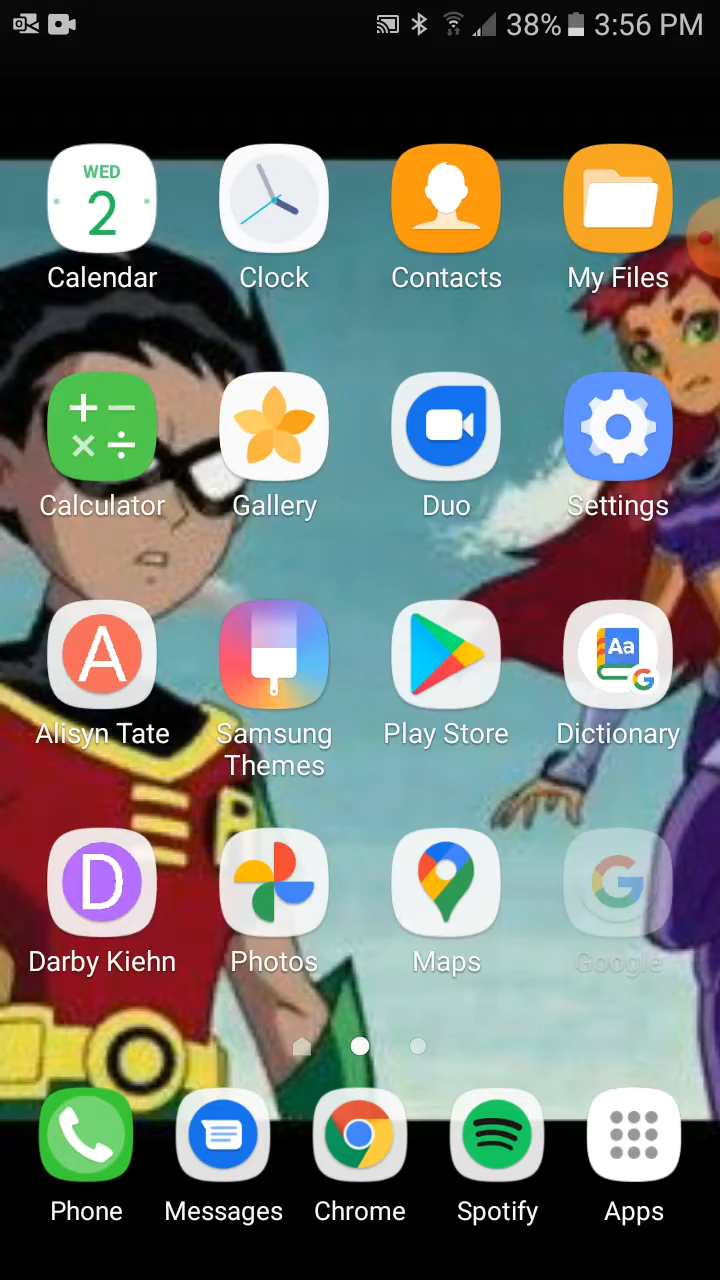 38% 3:56 PM
WED
2
Calendar Clock Contacts My Files
Aa
Calculator Gallery Duo Settings
A
Alisyn Tate Samsung Themes Play Store Dictionary
D
Darby Kiehn Photos Maps Google
Phone Messages Chrome Spotify Apps